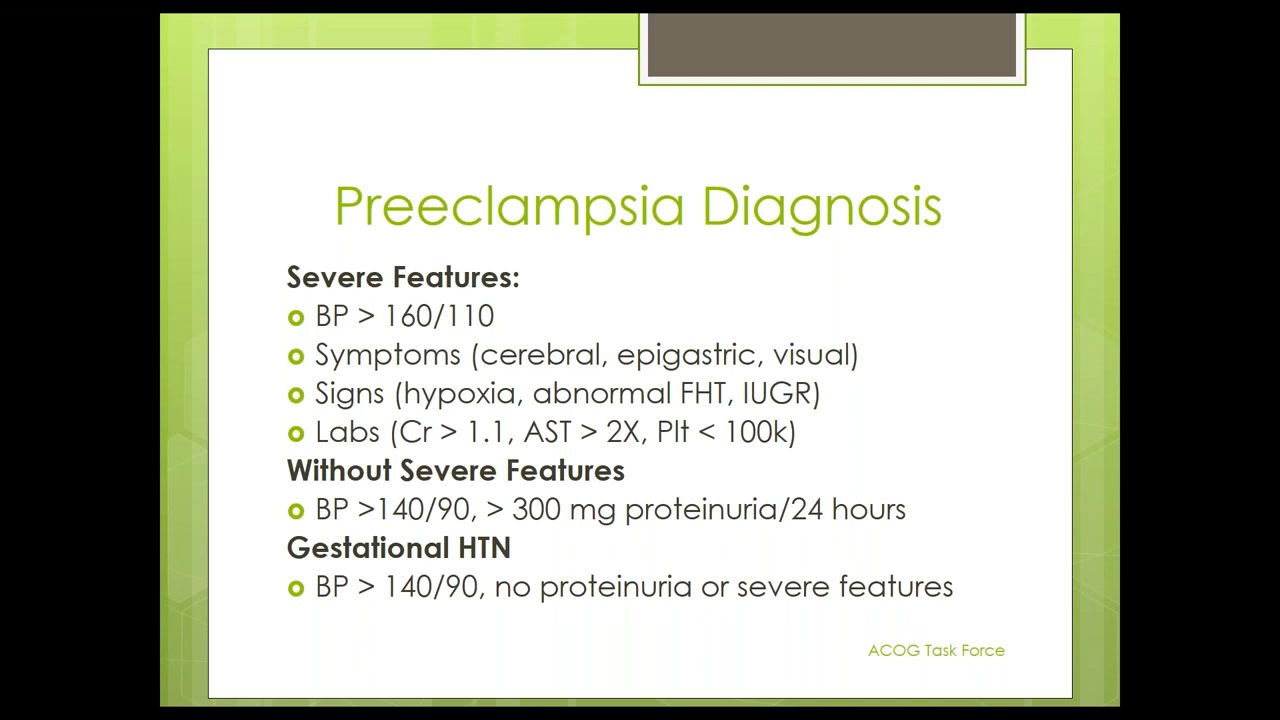 Preeclampsia Diagnosis
Severe Features:
BP > 160/110
Symptoms (cerebral, epigastric, visual)
Signs (hypoxia, abnormal FHT, IUGR)
Labs (Cr > 1.1, AST > 2X, Plt < 100k)
Without Severe Features
BP >140/90, > 300 mg proteinuria/24 hours
Gestational HTN
BP > 140/90, no proteinuria or severe features
ACOG Task Force